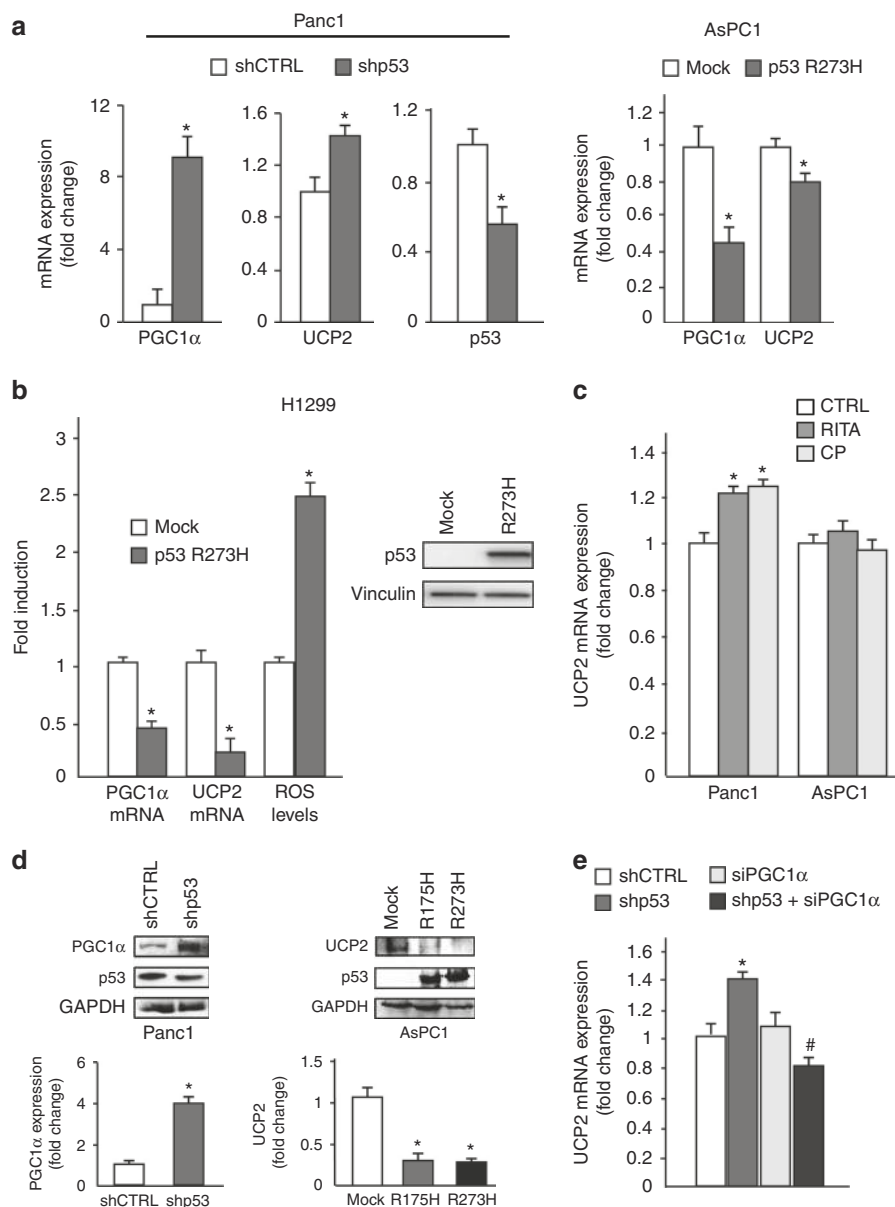 a
Panc1
AsPC1
shCTRL shp53
Mock p53 R273H
mRNA expression
(fold change)
12
8
4
0
PGC1α
1.6
1.2
0.8
0.4
0
UCP2
1.2
0.8
0.4
0
p53
*
*
*
mRNA expression
(fold change)
1.2
1
0.8
0.6
0.4
0.2
0
*
*
PGC1α UCP2
b
H1299
Fold induction
3
2.5
2
1.5
1
0.5
0
Mock
p53 R273H
*
*
*
PGC1α
mRNA
UCP2
mRNA
ROS
levels
Mock
R273H
p53
Vinculin
c
CTRL
RITA
CP
UCP2 mRNA expression
(fold change)
1.4
1.2
1
0.8
0.6
0.4
0.2
0
* *
Panc1 AsPC1
d
shCTRL
shp53
PGC1α
p53
GAPDH
Panc1
Mock
R175H
R273H
UCP2
p53
GAPDH
AsPC1
PGC1α expression
(fold change)
6
4
2
0
*
shCTRL shp53
UCP2
(fold change)
1.5
1
0.5
0
*
*
Mock R175H R273H
e
shCTRL siPGC1α
shp53 shp53 + siPGC1α
UCP2 mRNA expression
(fold change)
1.6
1.4
1.2
1
0.8
0.6
0.4
0.2
0
*
#